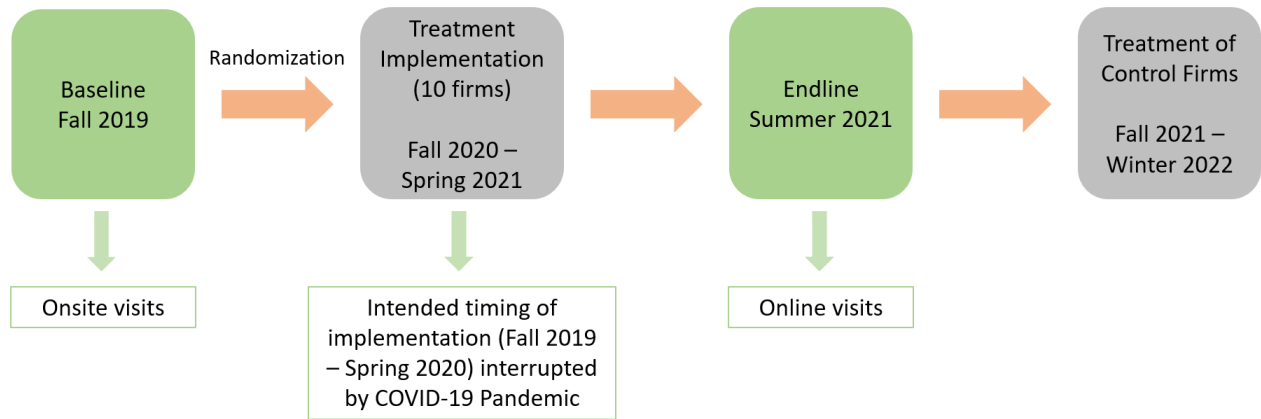 Baseline
Fall 2019
Randomization
Treatment
Implementation
(10 firms)
Fall 2020 –
Spring 2021
Endline
Summer 2021
Treatment of
Control Firms
Fall 2021 –
Winter 2022
Onsite visits
Intended timing of
implementation (Fall 2019
– Spring 2020) interrupted
by COVID-19 Pandemic
Online visits